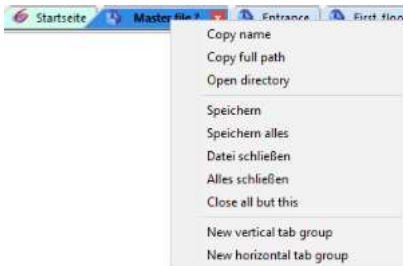 Startseite Master file * Entrance First floo
Copy name
Copy full path
Open directory
Speichern
Speichern alles
Datei schließen
Alles schließen
Close all but this
New vertical tab group
New horizontal tab group